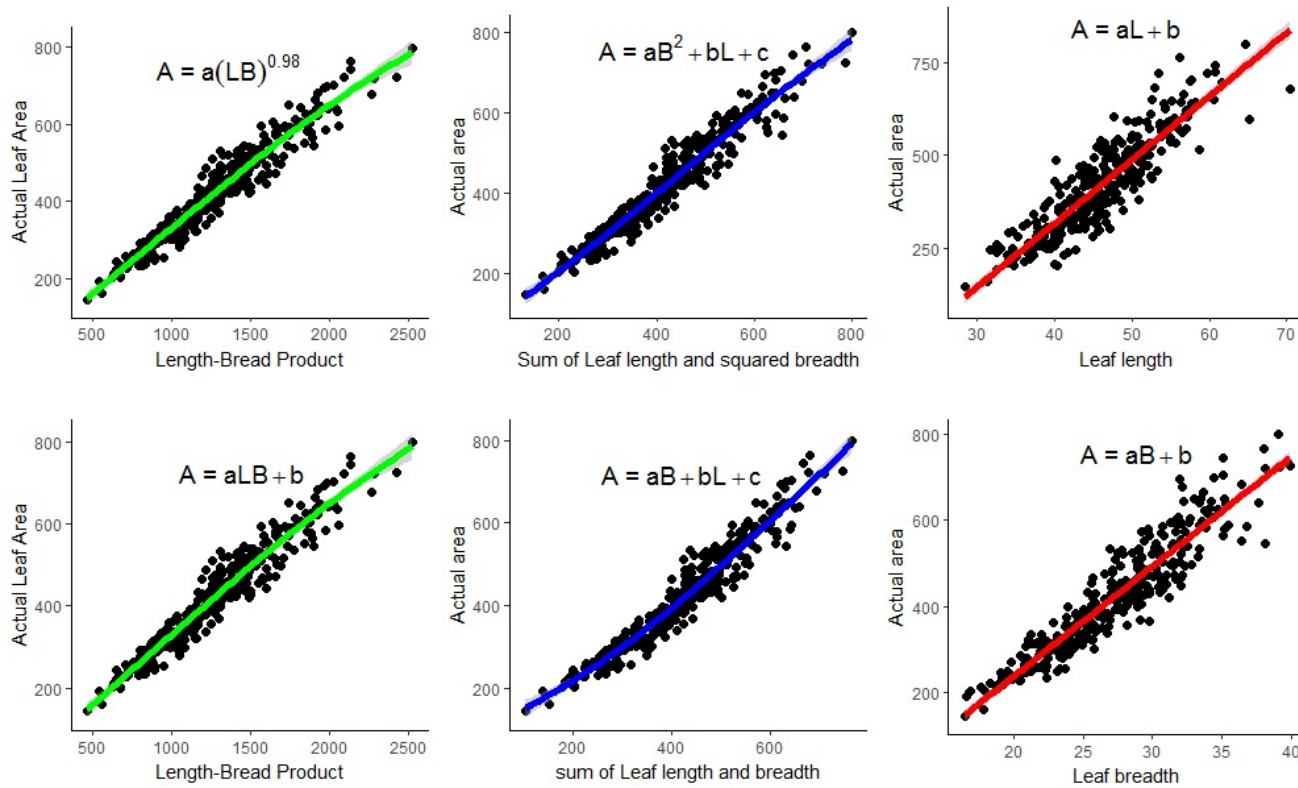 A = a(LB)^0.98
Actual Leaf Area
800
600
400
200
500 1000 1500 2000 2500
Length-Bread Product
A = aB² + bL + c
Actual area
800
600
400
200
200 400 600 800
Sum of Leaf length and squared breadth
A = aL + b
Actual area
750
500
250
30 40 50 60 70
Leaf length
A = aLB + b
Actual Leaf Area
800
600
400
200
500 1000 1500 2000 2500
Length-Bread Product
A = aB + bL + c
Actual area
800
600
400
200
200 400 600
sum of Leaf length and breadth
A = aB + b
Actual area
800
600
400
200
20 25 30 35 40
Leaf breadth